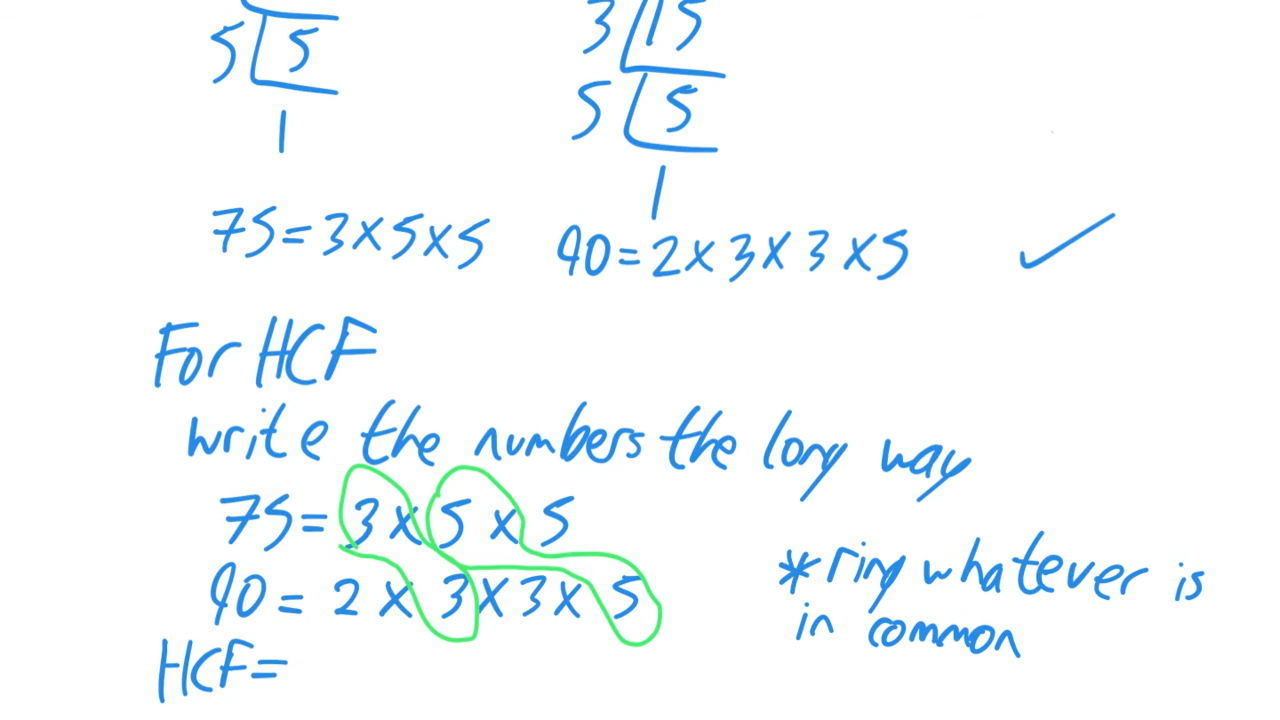 5 5
1
3 15
5 5
1
75=3×5×5
90=2×3×3×5 ✓
For HCF
write the numbers the long way
75=3×5×5
90=2×3×3×5
HCF=
*ring whatever is
in common